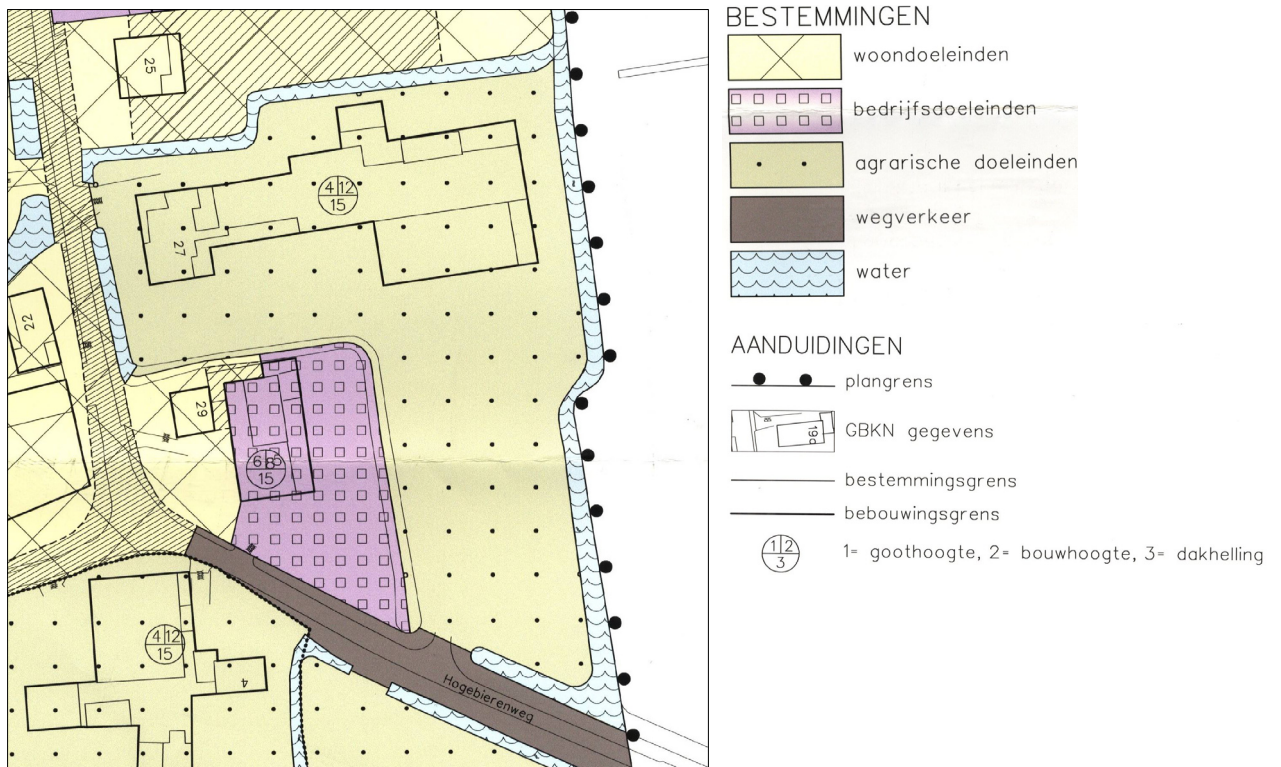 25
4 12
15
27
22
29
6 8
15
4 12
15
4
Hogebierenweg
BESTEMMINGEN
woondoeleinden
bedrijfsdoeleinden
agrarische doeleinden
wegverkeer
water
AANDUIDINGEN
plangrens
19a
GBKN gegevens
bestemmingsgrens
bebouwingsgrens
1 2
3
1= goothoogte, 2= bouwhoogte, 3= dakhelling